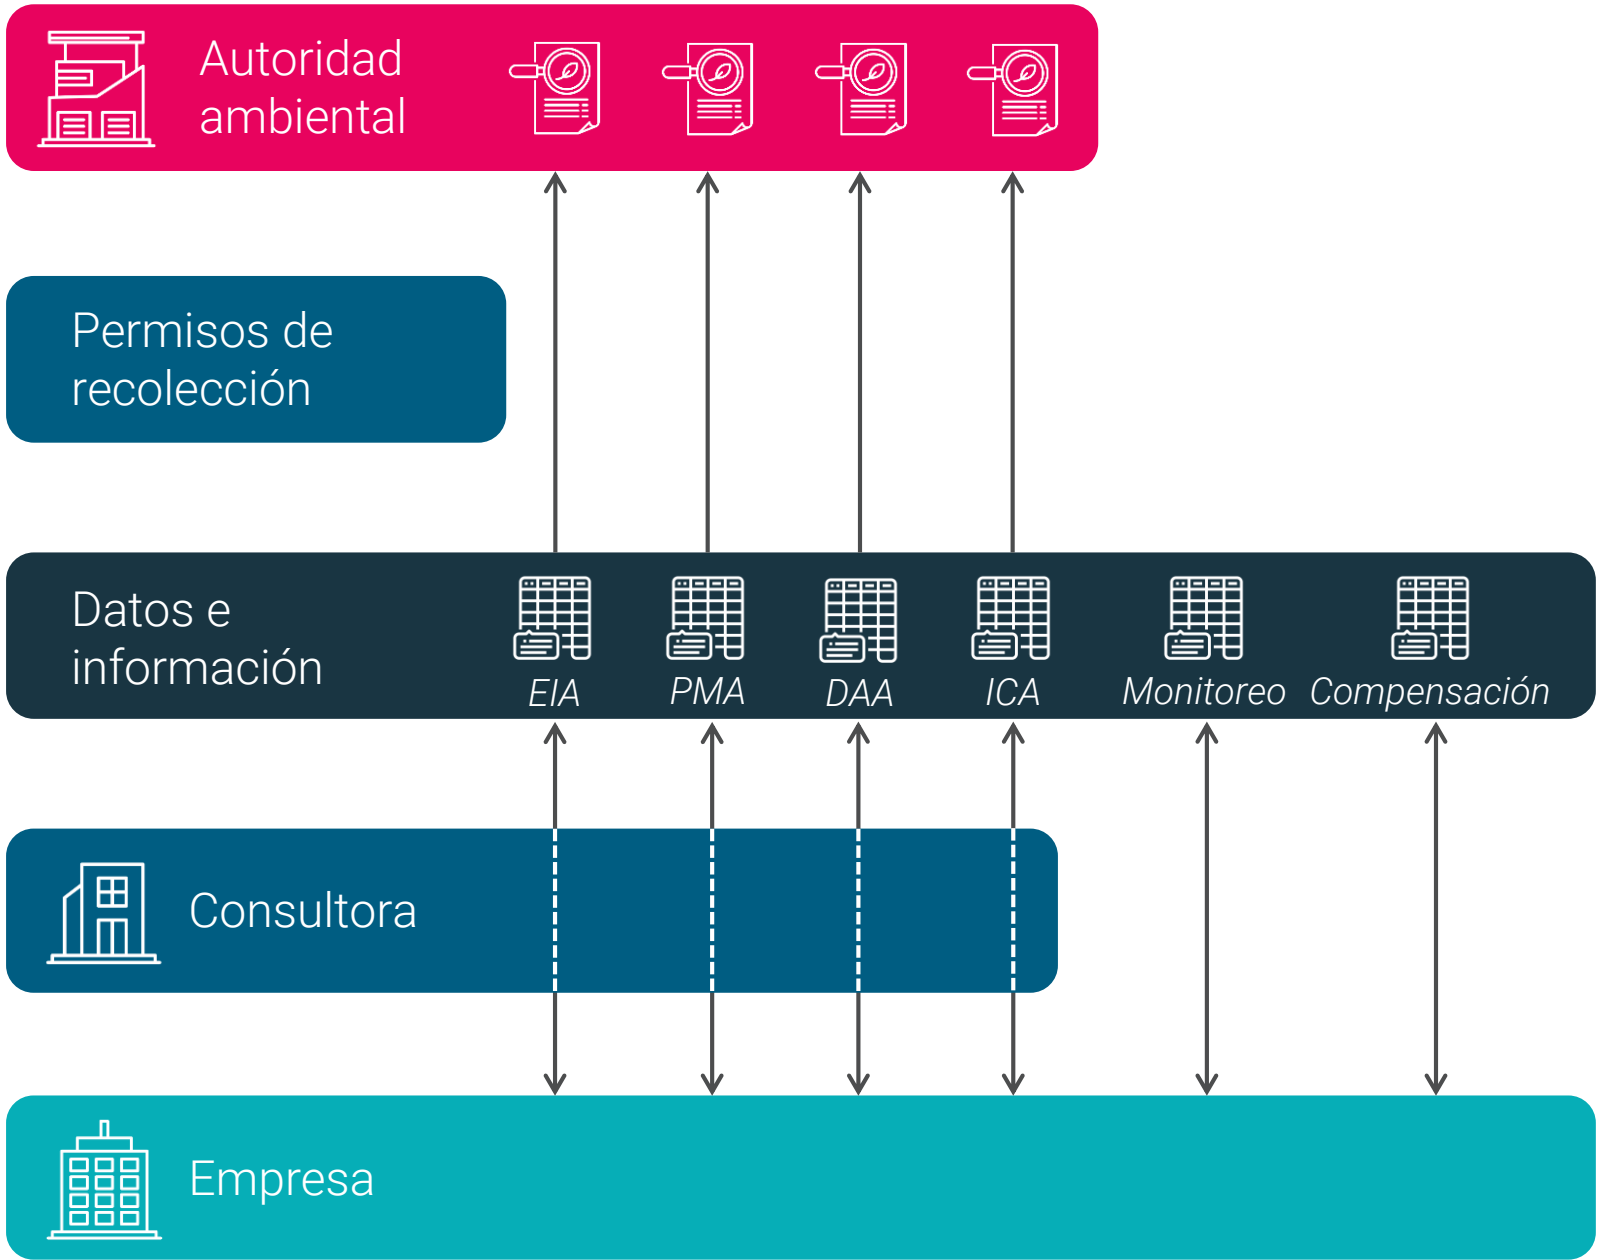 Autoridad
ambiental
Permisos de
recolección
Datos e
información
EIA
PMA
DAA
ICA
Monitoreo
Compensación
Consultora
Empresa